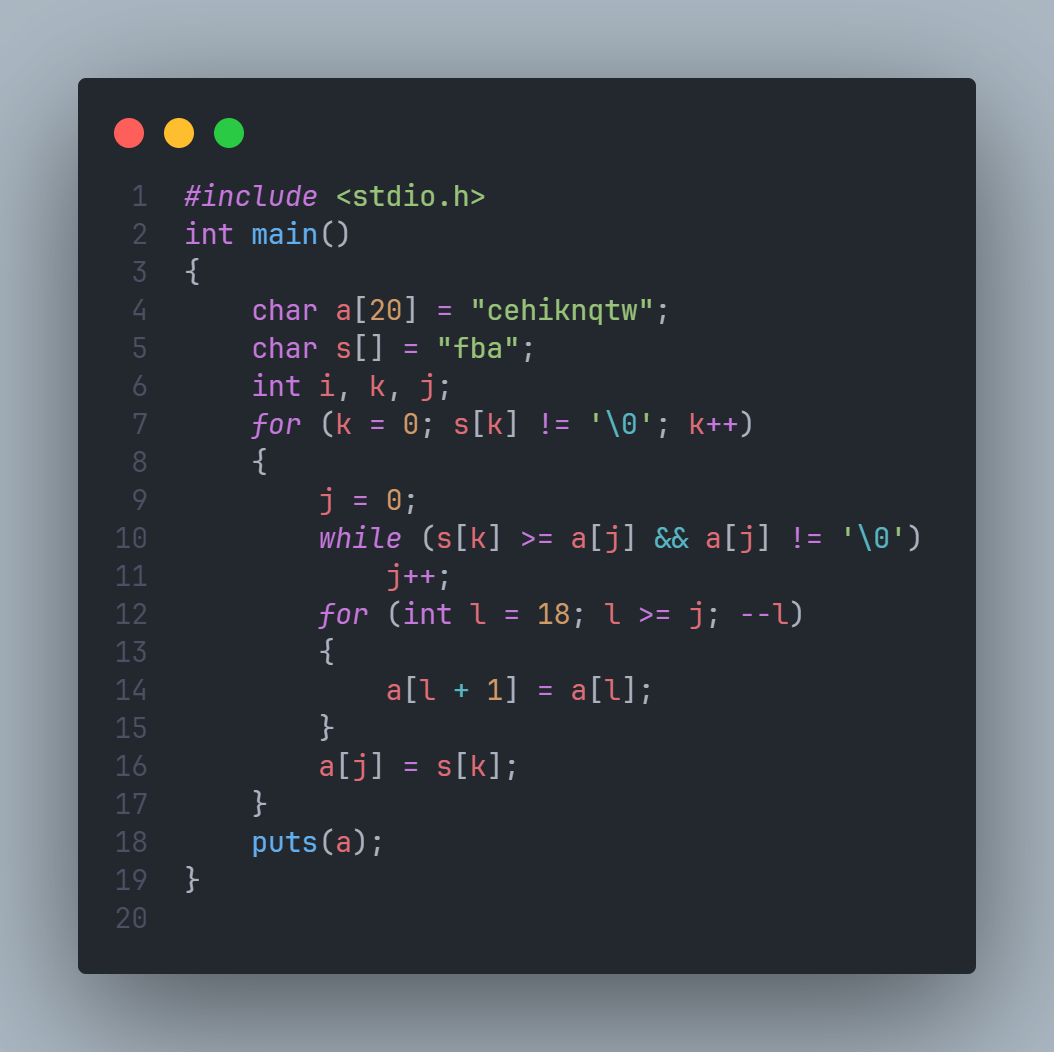 1 #include <stdio.h>
2 int main()
3 {
4     char a[20] = "cehiknqtw";
5     char s[] = "fba";
6     int i, k, j;
7     for (k = 0; s[k] != '\0'; k++)
8     {
9         j = 0;
10         while (s[k] >= a[j] && a[j] != '\0')
11             j++;
12         for (int l = 18; l >= j; --l)
13         {
14             a[l + 1] = a[l];
15         }
16         a[j] = s[k];
17     }
18     puts(a);
19 }
20